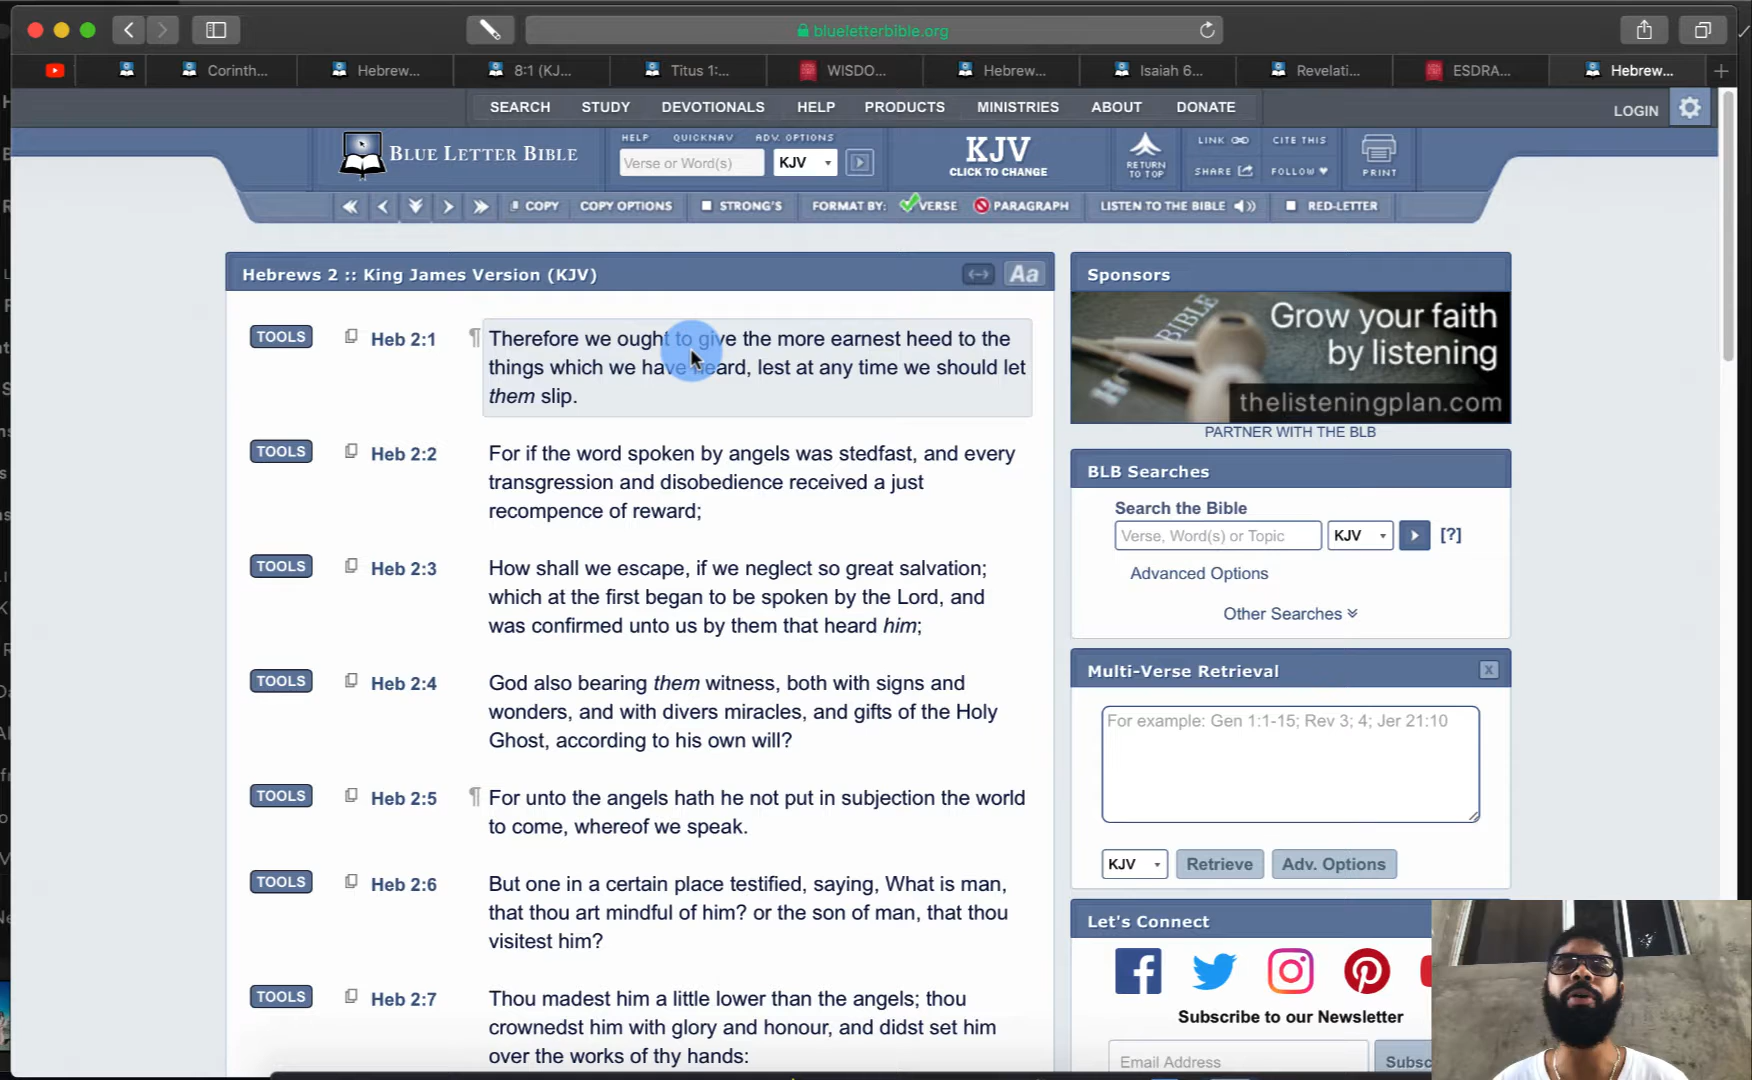 blueletterbible.org
Corinth...
Hebrew...
8:1 (KJ...
Titus 1:...
WISDO...
Hebrew...
Isaiah 6...
Revelati...
ESDRA...
Hebrew...
SEARCH STUDY DEVOTIONALS HELP PRODUCTS MINISTRIES ABOUT DONATE
LOGIN
BLUE LETTER BIBLE
HELP QUICKNAV ADV. OPTIONS
Verse or Word(s) KJV
KJV
CLICK TO CHANGE
RETURN
TO TOP
LINK CITE THIS
SHARE FOLLOW
PRINT
COPY COPY OPTIONS STRONG'S FORMAT BY: VERSE PARAGRAPH LISTEN TO THE BIBLE RED-LETTER
Hebrews 2 :: King James Version (KJV)
Aa
TOOLS Heb 2:1 ¶ Therefore we ought to give the more earnest heed to the
things which we have heard, lest at any time we should let
them slip.
TOOLS Heb 2:2 For if the word spoken by angels was stedfast, and every
transgression and disobedience received a just
recompence of reward;
TOOLS Heb 2:3 How shall we escape, if we neglect so great salvation;
which at the first began to be spoken by the Lord, and
was confirmed unto us by them that heard him;
TOOLS Heb 2:4 God also bearing them witness, both with signs and
wonders, and with divers miracles, and gifts of the Holy
Ghost, according to his own will?
TOOLS Heb 2:5 ¶ For unto the angels hath he not put in subjection the world
to come, whereof we speak.
TOOLS Heb 2:6 But one in a certain place testified, saying, What is man,
that thou art mindful of him? or the son of man, that thou
visitest him?
TOOLS Heb 2:7 Thou madest him a little lower than the angels; thou
crownedst him with glory and honour, and didst set him
over the works of thy hands:
Sponsors
BIBLE
Grow your faith
by listening
thelisteningplan.com
PARTNER WITH THE BLB
BLB Searches
Search the Bible
Verse, Word(s) or Topic KJV [?]
Advanced Options
Other Searches
Multi-Verse Retrieval x
For example: Gen 1:1-15; Rev 3; 4; Jer 21:10
KJV Retrieve Adv. Options
Let's Connect
Subscribe to our Newsletter
Email Address Subsc